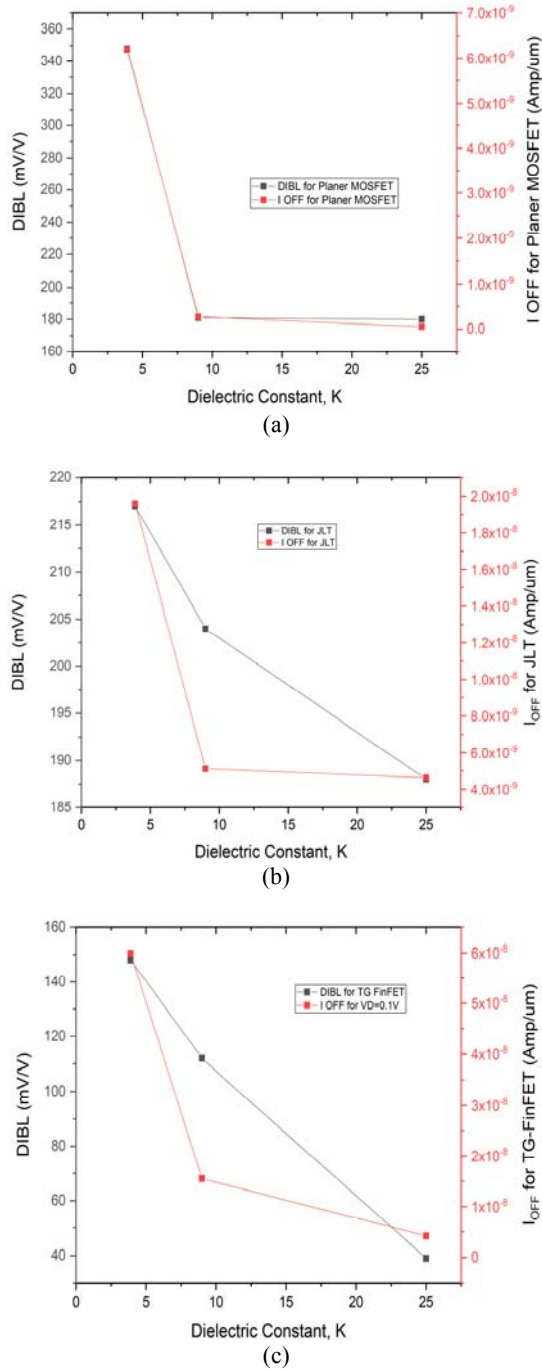 360
340
320
300
280
260
240
220
200
180
160
DIBL (mV/V)
DIBL for Planer MOSFET
I OFF for Planer MOSFET
7.0x10⁻⁹
6.0x10⁻⁹
5.0x10⁻⁹
4.0x10⁻⁹
3.0x10⁻⁹
2.0x10⁻⁹
1.0x10⁻⁹
0.0
I OFF for Planer MOSFET (Amp/um)
0 5 10 15 20 25
Dielectric Constant, K
(a)
220
215
210
205
200
195
190
185
DIBL (mV/V)
DIBL for JLT
I OFF for JLT
2.0x10⁻⁸
1.8x10⁻⁸
1.6x10⁻⁸
1.4x10⁻⁸
1.2x10⁻⁸
1.0x10⁻⁸
8.0x10⁻⁹
6.0x10⁻⁹
4.0x10⁻⁹
I_OFF for JLT (Amp/um)
0 5 10 15 20 25
Dielectric Constant, K
(b)
160
140
120
100
80
60
40
DIBL (mV/V)
DIBL for TG FinFET
I OFF for VD=0.1V
6x10⁻⁸
5x10⁻⁸
4x10⁻⁸
3x10⁻⁸
2x10⁻⁸
1x10⁻⁸
0
I_OFF for TG-FinFET (Amp/um)
0 5 10 15 20 25
Dielectric Constant, K
(c)